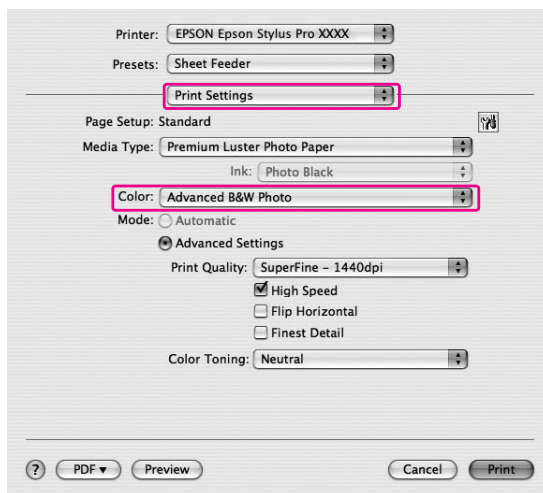 Printer: EPSON Epson Stylus Pro XXXX
Presets: Sheet Feeder
Print Settings
Page Setup: Standard
Media Type: Premium Luster Photo Paper
Ink: Photo Black
Color: Advanced B&W Photo
Mode: Automatic
Advanced Settings
Print Quality: SuperFine – 1440dpi
High Speed
Flip Horizontal
Finest Detail
Color Toning: Neutral
? PDF Preview Cancel Print